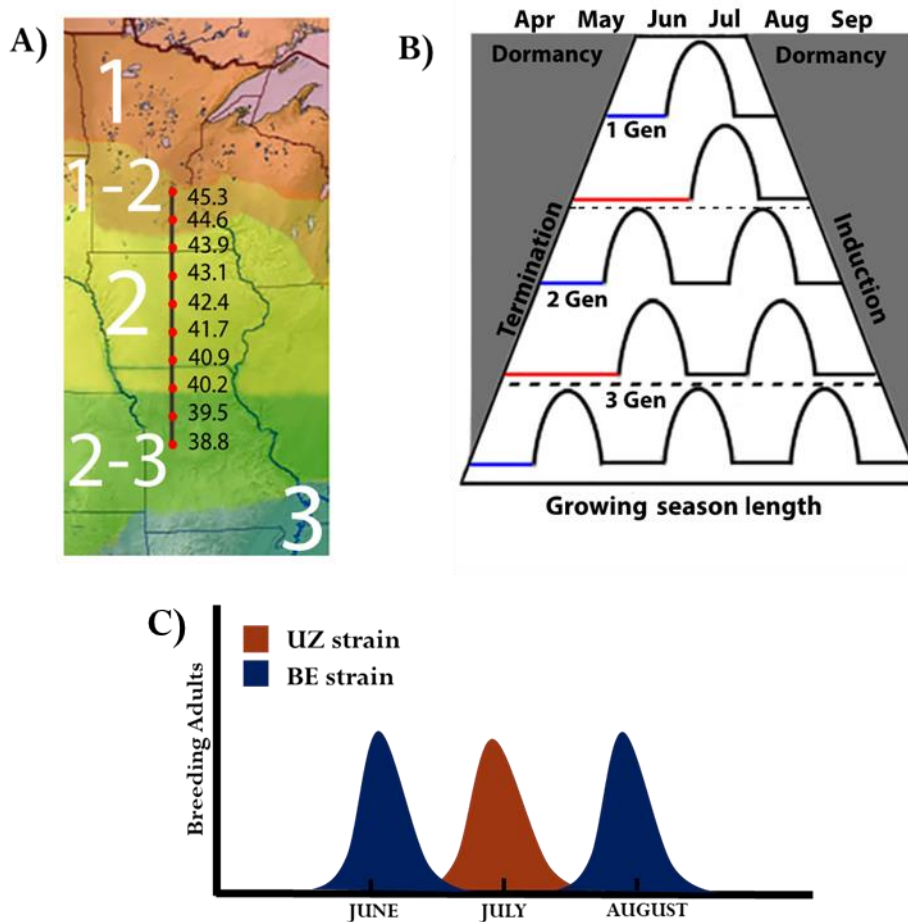 A)
1
1-2
45.3
44.6
43.9
43.1
2
42.4
41.7
40.9
40.2
39.5
2-3
38.8
3
B)
Apr May Jun Jul Aug Sep
Dormancy Dormancy
1 Gen
Termination
Induction
2 Gen
3 Gen
Growing season length
C)
UZ strain
BE strain
Breeding Adults
JUNE JULY AUGUST